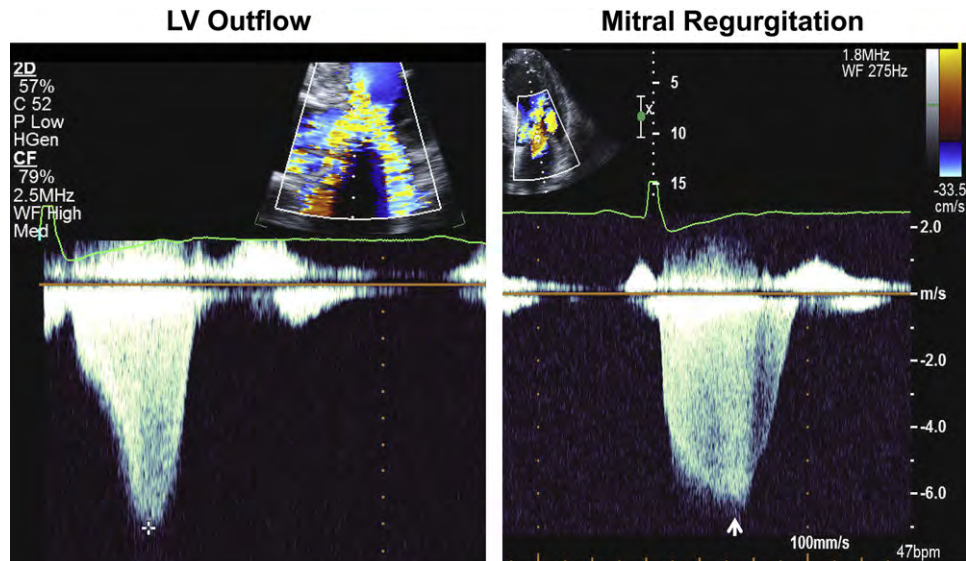 LV Outflow
Mitral Regurgitation
2D
57%
C 52
P Low
HGen
CF
79%
2.5MHz
WF High
Med
1.8MHz
WF 275Hz
5
10
15
-33.5
cm/s
2.0
m/s
-2.0
-4.0
-6.0
100mm/s
47bpm